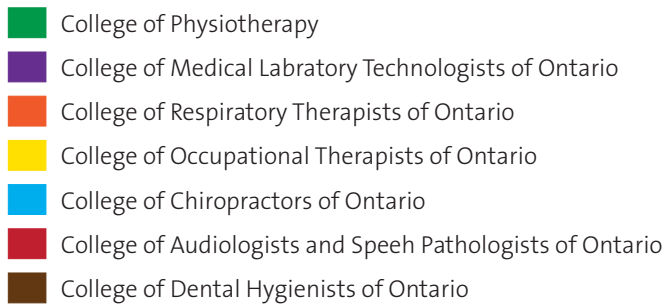 College of Physiotherapy
College of Medical Labratory Technologists of Ontario
College of Respiratory Therapists of Ontario
College of Occupational Therapists of Ontario
College of Chiropractors of Ontario
College of Audiologists and Speeh Pathologists of Ontario
College of Dental Hygienists of Ontario